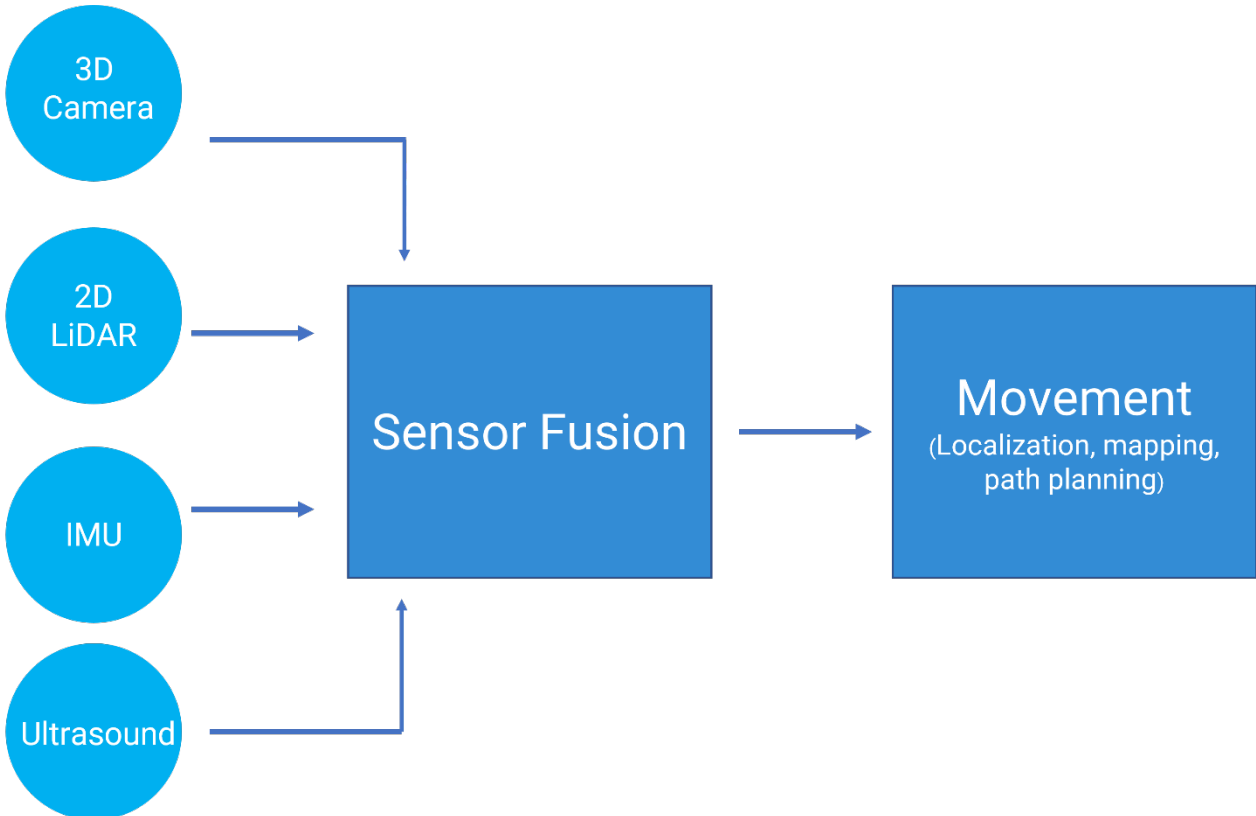 3D
Camera
2D
LiDAR
IMU
Ultrasound
Sensor Fusion
Movement
(Localization, mapping,
path planning)